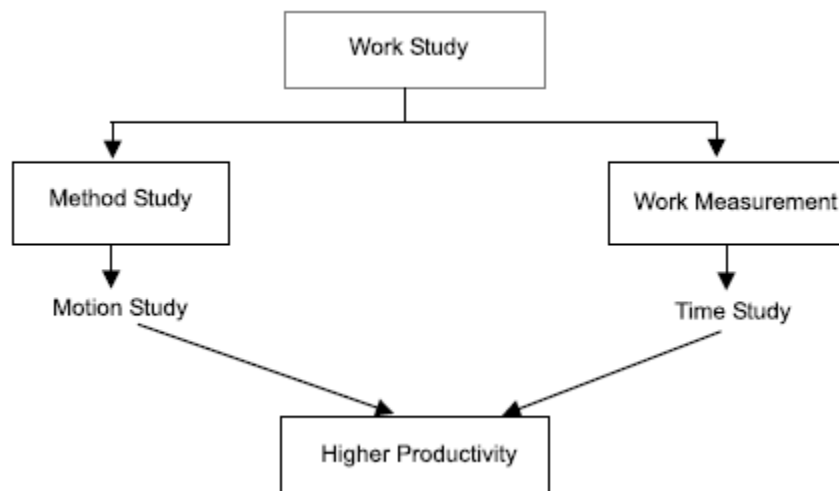 Work Study
Method Study
Work Measurement
Motion Study
Time Study
Higher Productivity